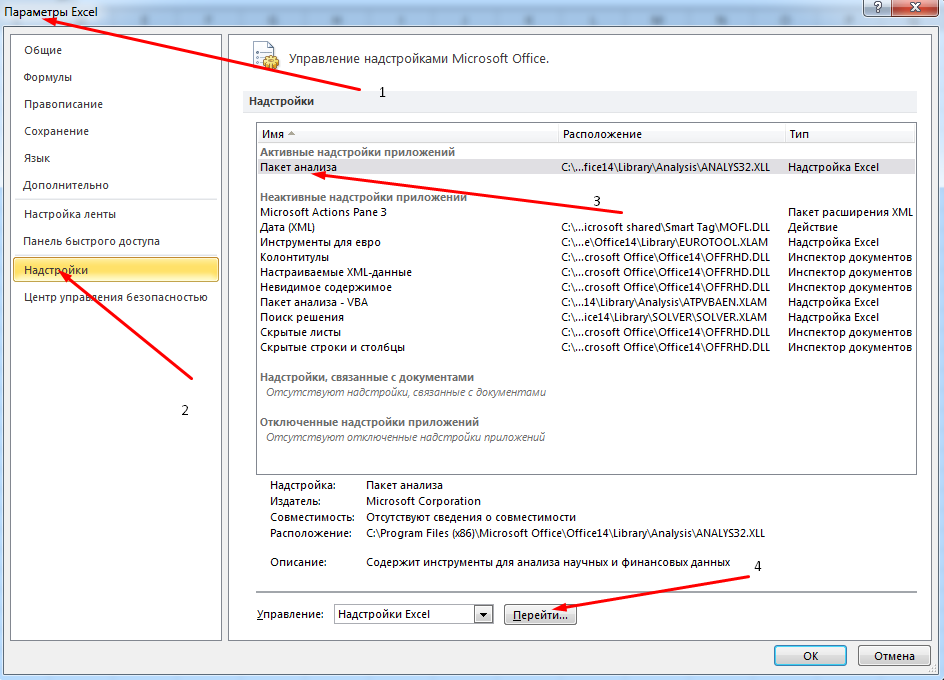 Параметры Excel
Общие
Формулы
Правописание
Сохранение
Язык
Дополнительно
Настройка ленты
Панель быстрого доступа
Надстройки
Центр управления безопасностью
1
2
Управление надстройками Microsoft Office.
Надстройки
Имя Расположение Тип
Активные надстройки приложений
Пакет анализа C:\...fice14\Library\Analysis\ANALYS32.XLL Надстройка Excel
3
Неактивные надстройки приложений
Microsoft Actions Pane 3 Пакет расширения XML
Дата (XML) C:\...icrosoft shared\Smart Tag\MOFL.DLL Действие
Инструменты для евро C:\...e\Office14\Library\EUROTOOL.XLAM Надстройка Excel
Колонтитулы C:\...crosoft Office\Office14\OFFRHD.DLL Инспектор документов
Настраиваемые XML-данные C:\...crosoft Office\Office14\OFFRHD.DLL Инспектор документов
Невидимое содержимое C:\...crosoft Office\Office14\OFFRHD.DLL Инспектор документов
Пакет анализа - VBA C:\...14\Library\Analysis\ATPVBAEN.XLAM Надстройка Excel
Поиск решения C:\...ice14\Library\SOLVER\SOLVER.XLAM Надстройка Excel
Скрытые листы C:\...crosoft Office\Office14\OFFRHD.DLL Инспектор документов
Скрытые строки и столбцы C:\...crosoft Office\Office14\OFFRHD.DLL Инспектор документов
Надстройки, связанные с документами
Отсутствуют надстройки, связанные с документами
Отключенные надстройки приложений
Отсутствуют отключенные надстройки приложений
Надстройка: Пакет анализа
Издатель: Microsoft Corporation
Совместимость: Отсутствуют сведения о совместимости
Расположение: C:\Program Files (x86)\Microsoft Office\Office14\Library\Analysis\ANALYS32.XLL
Описание: Содержит инструменты для анализа научных и финансовых данных
4
Управление: Надстройки Excel Перейти...
ОК Отмена